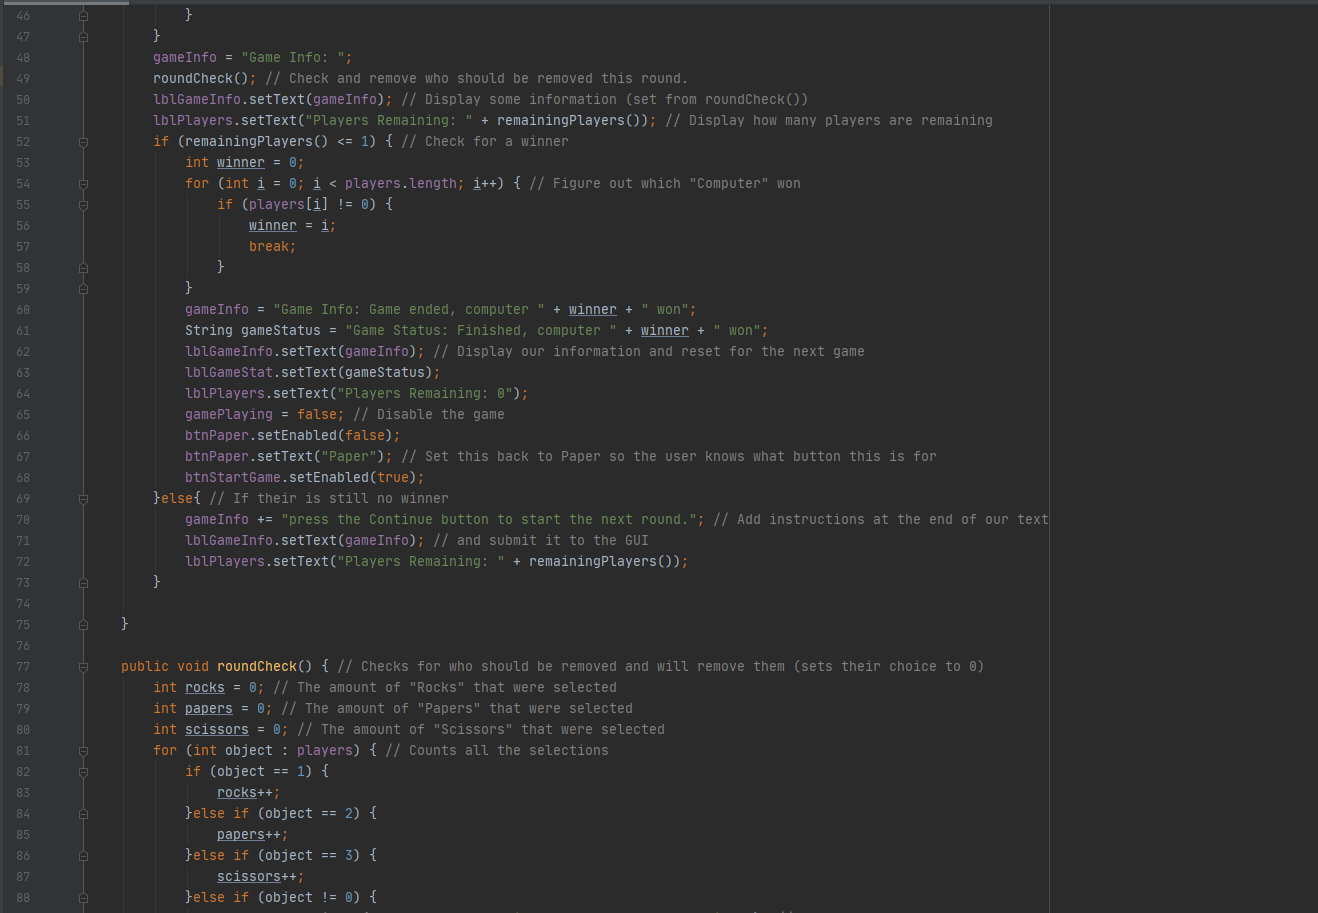 46 }
47 }
48 gameInfo = "Game Info: ";
49 roundCheck(); // Check and remove who should be removed this round.
50 lblGameInfo.setText(gameInfo); // Display some information (set from roundCheck())
51 lblPlayers.setText("Players Remaining: " + remainingPlayers()); // Display how many players are remaining
52 if (remainingPlayers() <= 1) { // Check for a winner
53 int winner = 0;
54 for (int i = 0; i < players.length; i++) { // Figure out which "Computer" won
55 if (players[i] != 0) {
56 winner = i;
57 break;
58 }
59 }
60 gameInfo = "Game Info: Game ended, computer " + winner + " won";
61 String gameStatus = "Game Status: Finished, computer " + winner + " won";
62 lblGameInfo.setText(gameInfo); // Display our information and reset for the next game
63 lblGameStat.setText(gameStatus);
64 lblPlayers.setText("Players Remaining: 0");
65 gamePlaying = false; // Disable the game
66 btnPaper.setEnabled(false);
67 btnPaper.setText("Paper"); // Set this back to Paper so the user knows what button this is for
68 btnStartGame.setEnabled(true);
69 }else{ // If their is still no winner
70 gameInfo += "press the Continue button to start the next round."; // Add instructions at the end of our text
71 lblGameInfo.setText(gameInfo); // and submit it to the GUI
72 lblPlayers.setText("Players Remaining: " + remainingPlayers());
73 }
74
75 }
76
77 public void roundCheck() { // Checks for who should be removed and will remove them (sets their choice to 0)
78 int rocks = 0; // The amount of "Rocks" that were selected
79 int papers = 0; // The amount of "Papers" that were selected
80 int scissors = 0; // The amount of "Scissors" that were selected
81 for (int object : players) { // Counts all the selections
82 if (object == 1) {
83 rocks++;
84 }else if (object == 2) {
85 papers++;
86 }else if (object == 3) {
87 scissors++;
88 }else if (object != 0) {